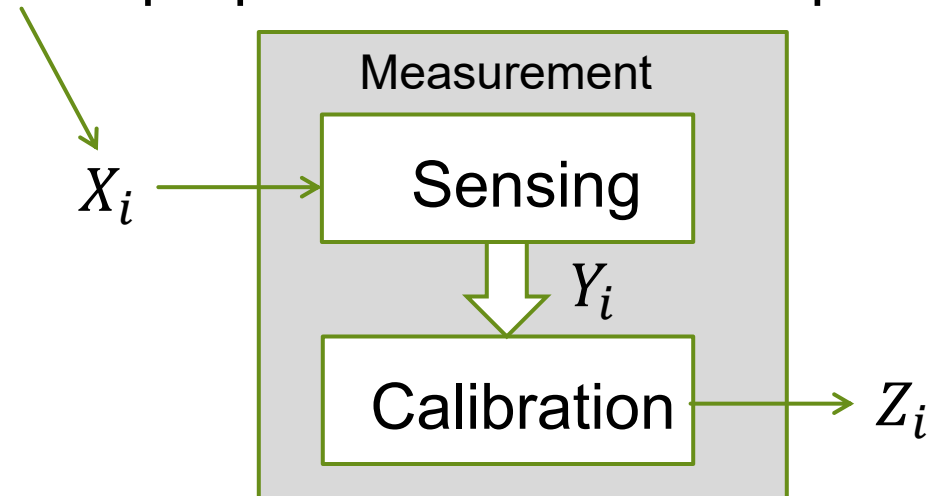 Measurement
Sensing
X_i
Y_i
Calibration
Z_i